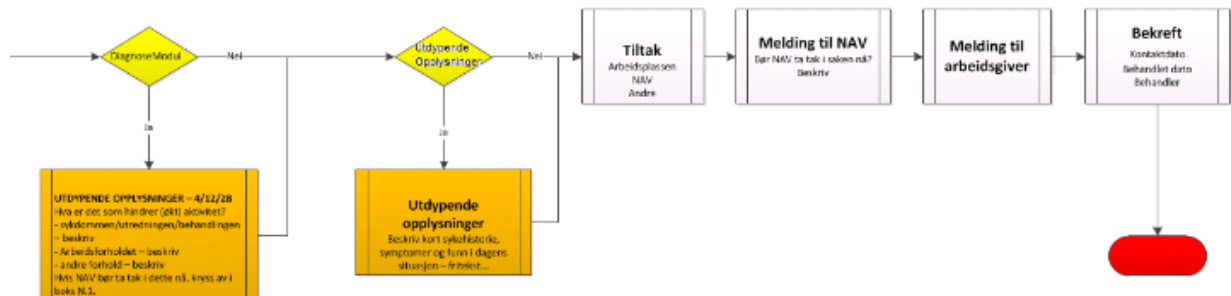 DiagnoseModul
Nei
Ja
UTDYPENDE OPPLYSNINGER – 4/12/28
Hva er det som hindrer (økt) aktivitet?
- sykdommen/utredningen/behandlingen
– beskriv
- Arbeidsforholdet – beskriv
- andre forhold – beskriv
Hvis NAV bør ta tak i dette nå, kryss av i
boks N.1.
Utdypende
Opplysninger
Nei
Ja
Utdypende
opplysninger
Beskriv kort sykehistorie,
symptomer og funn i dagens
situasjon – fritekst...
Tiltak
Arbeidsplassen
NAV
Andre
Melding til NAV
Bør NAV ta tak i saken nå?
Beskriv
Melding til
arbeidsgiver
Bekreft
Kontaktdato.
Behandlet dato
Behandler